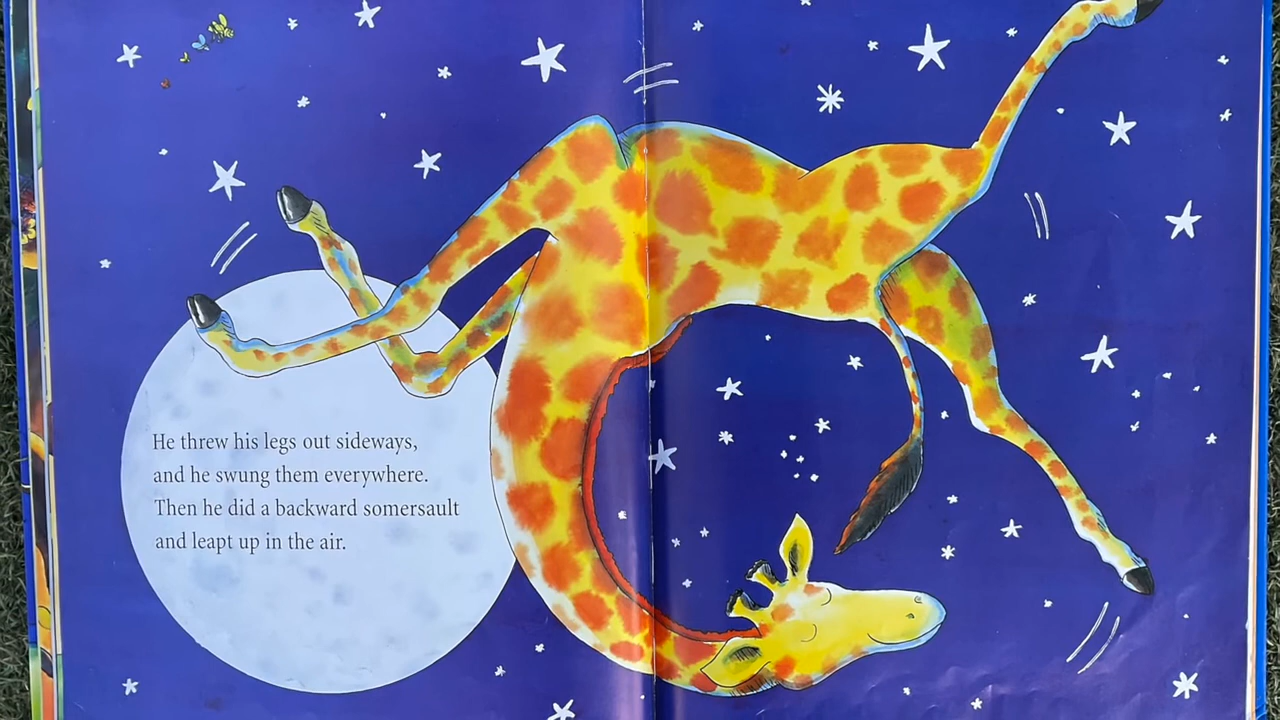 He threw his legs out sideways,
and he swung them everywhere.
Then he did a backward somersault
and leapt up in the air.